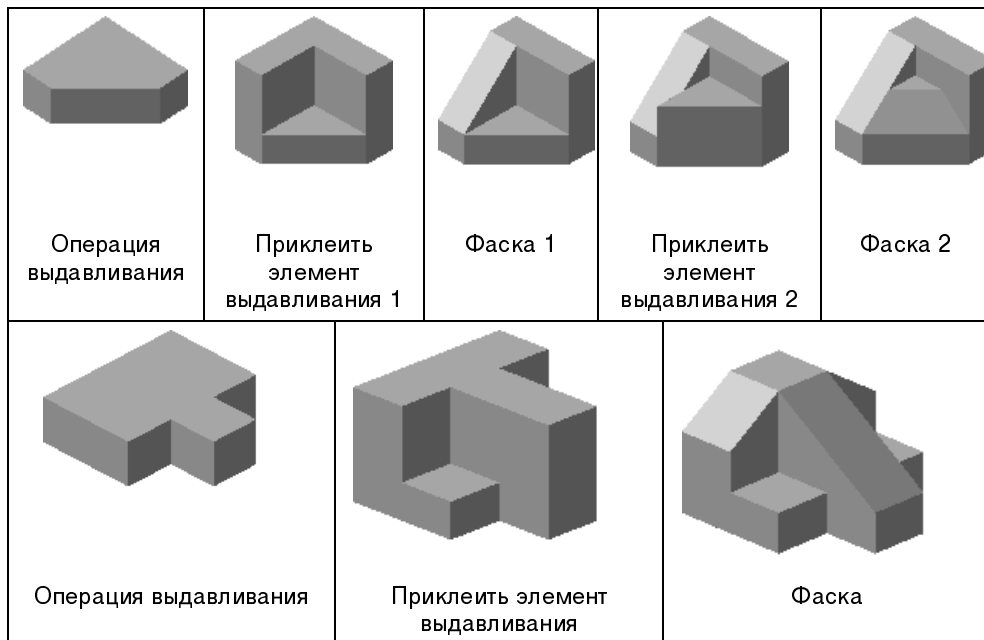 Операция
выдавливания
Приклеить
элемент
выдавливания 1
Фаска 1
Приклеить
элемент
выдавливания 2
Фаска 2
Операция выдавливания
Приклеить элемент
выдавливания
Фаска